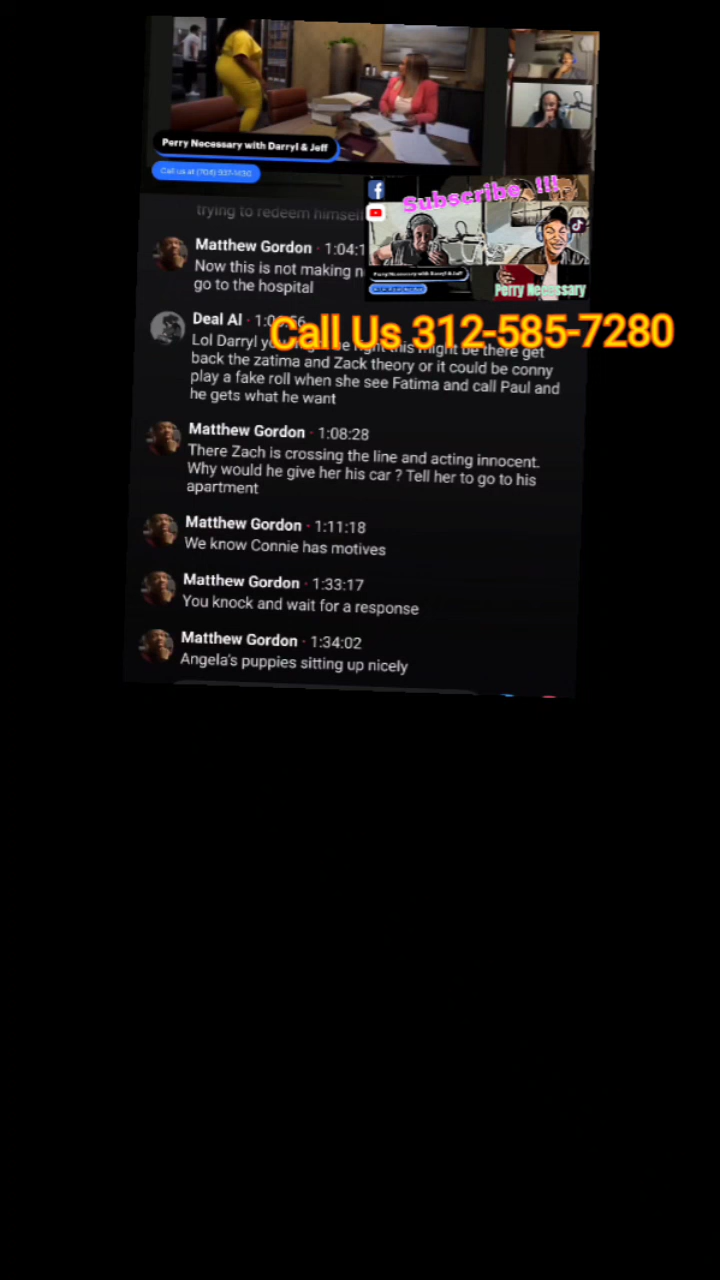 Perry Necessary with Darryl & Jeff
Call us at (704) 937-1430
Subscribe !!!
trying to redeem himself
Matthew Gordon · 1:04:1
Now this is not making
go to the hospital
Perry Necessary with Darryl & Jeff
Perry Necessary
Call Us 312-585-7280
Deal Al
Lol Darryl right this might be there get
back the zatima and Zack theory or it could be conny
play a fake roll when she see Fatima and call Paul and
he gets what he want
Matthew Gordon · 1:08:28
There Zach is crossing the line and acting innocent.
Why would he give her his car ? Tell her to go to his
apartment
Matthew Gordon · 1:11:18
We know Connie has motives
Matthew Gordon · 1:33:17
You knock and wait for a response
Matthew Gordon · 1:34:02
Angela's puppies sitting up nicely